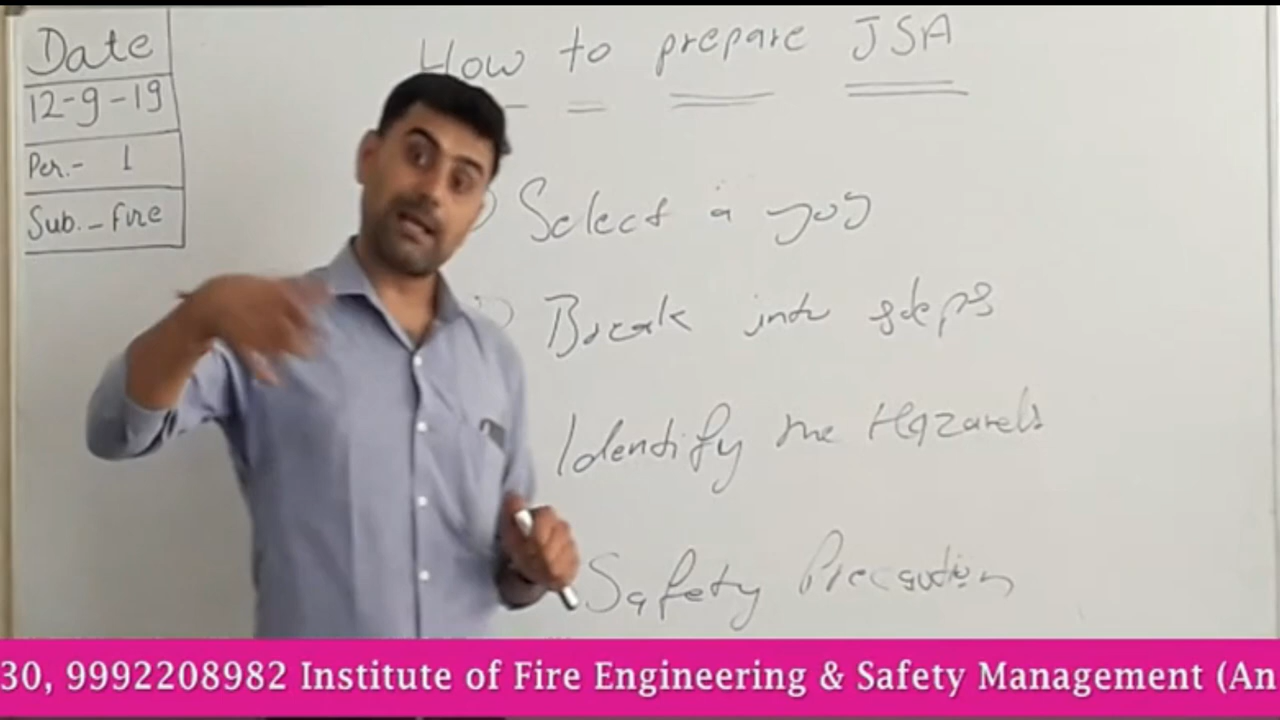 Date
12-9-19
Per.- 1
Sub.- Fire
How to prepare JSA
Select a job
Break into steps
Identify the Hazards
Safety Precaution
30, 9992208982 Institute of Fire Engineering & Safety Management (An